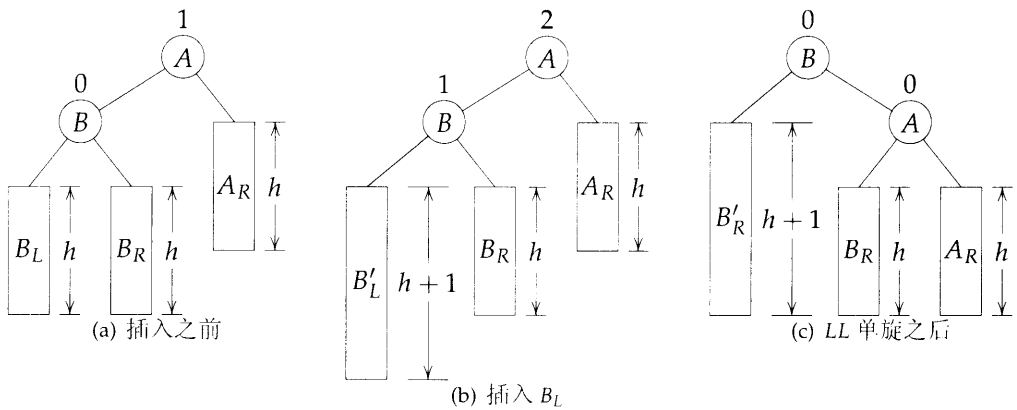 1
A
0
B
B_L h B_R h A_R h
(a) 插入之前
2
A
1
B
B'_L h + 1 B_R h A_R h
(b) 插入 B_L
0
B
0
A
B'_R h + 1 B_R h A_R h
(c) LL 单旋之后